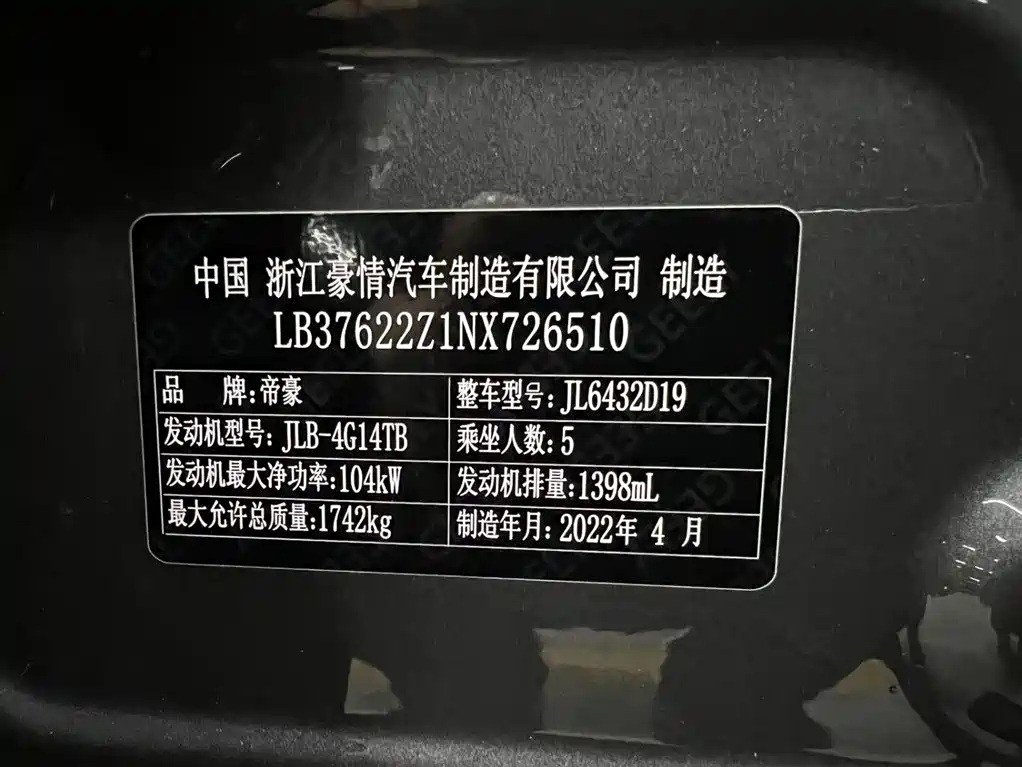 中国 浙江豪情汽车制造有限公司 制造
LB37622Z1NX726510
品 牌:帝豪 整车型号:JL6432D19
发动机型号:JLB-4G14TB 乘坐人数:5
发动机最大净功率:104kW 发动机排量:1398mL
最大允许总质量:1742kg 制造年月:2022年 4 月